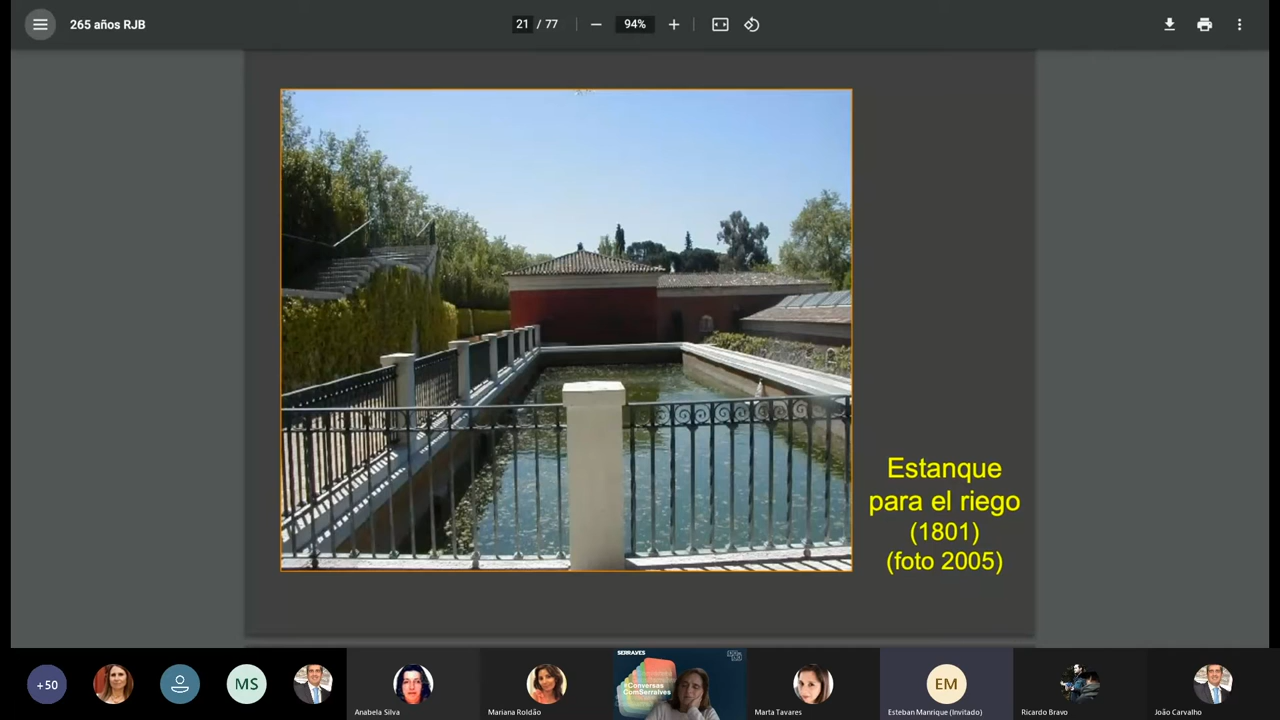 265 años RJB
21 / 77
94%
Estanque
para el riego
(1801)
(foto 2005)
+50
MS
SERRALVES
#Conversas
ComSerralves
EM
Anabela Silva
Mariana Roldão
Marta Tavares
Esteban Manrique (Invitado)
Ricardo Bravo
João Carvalho